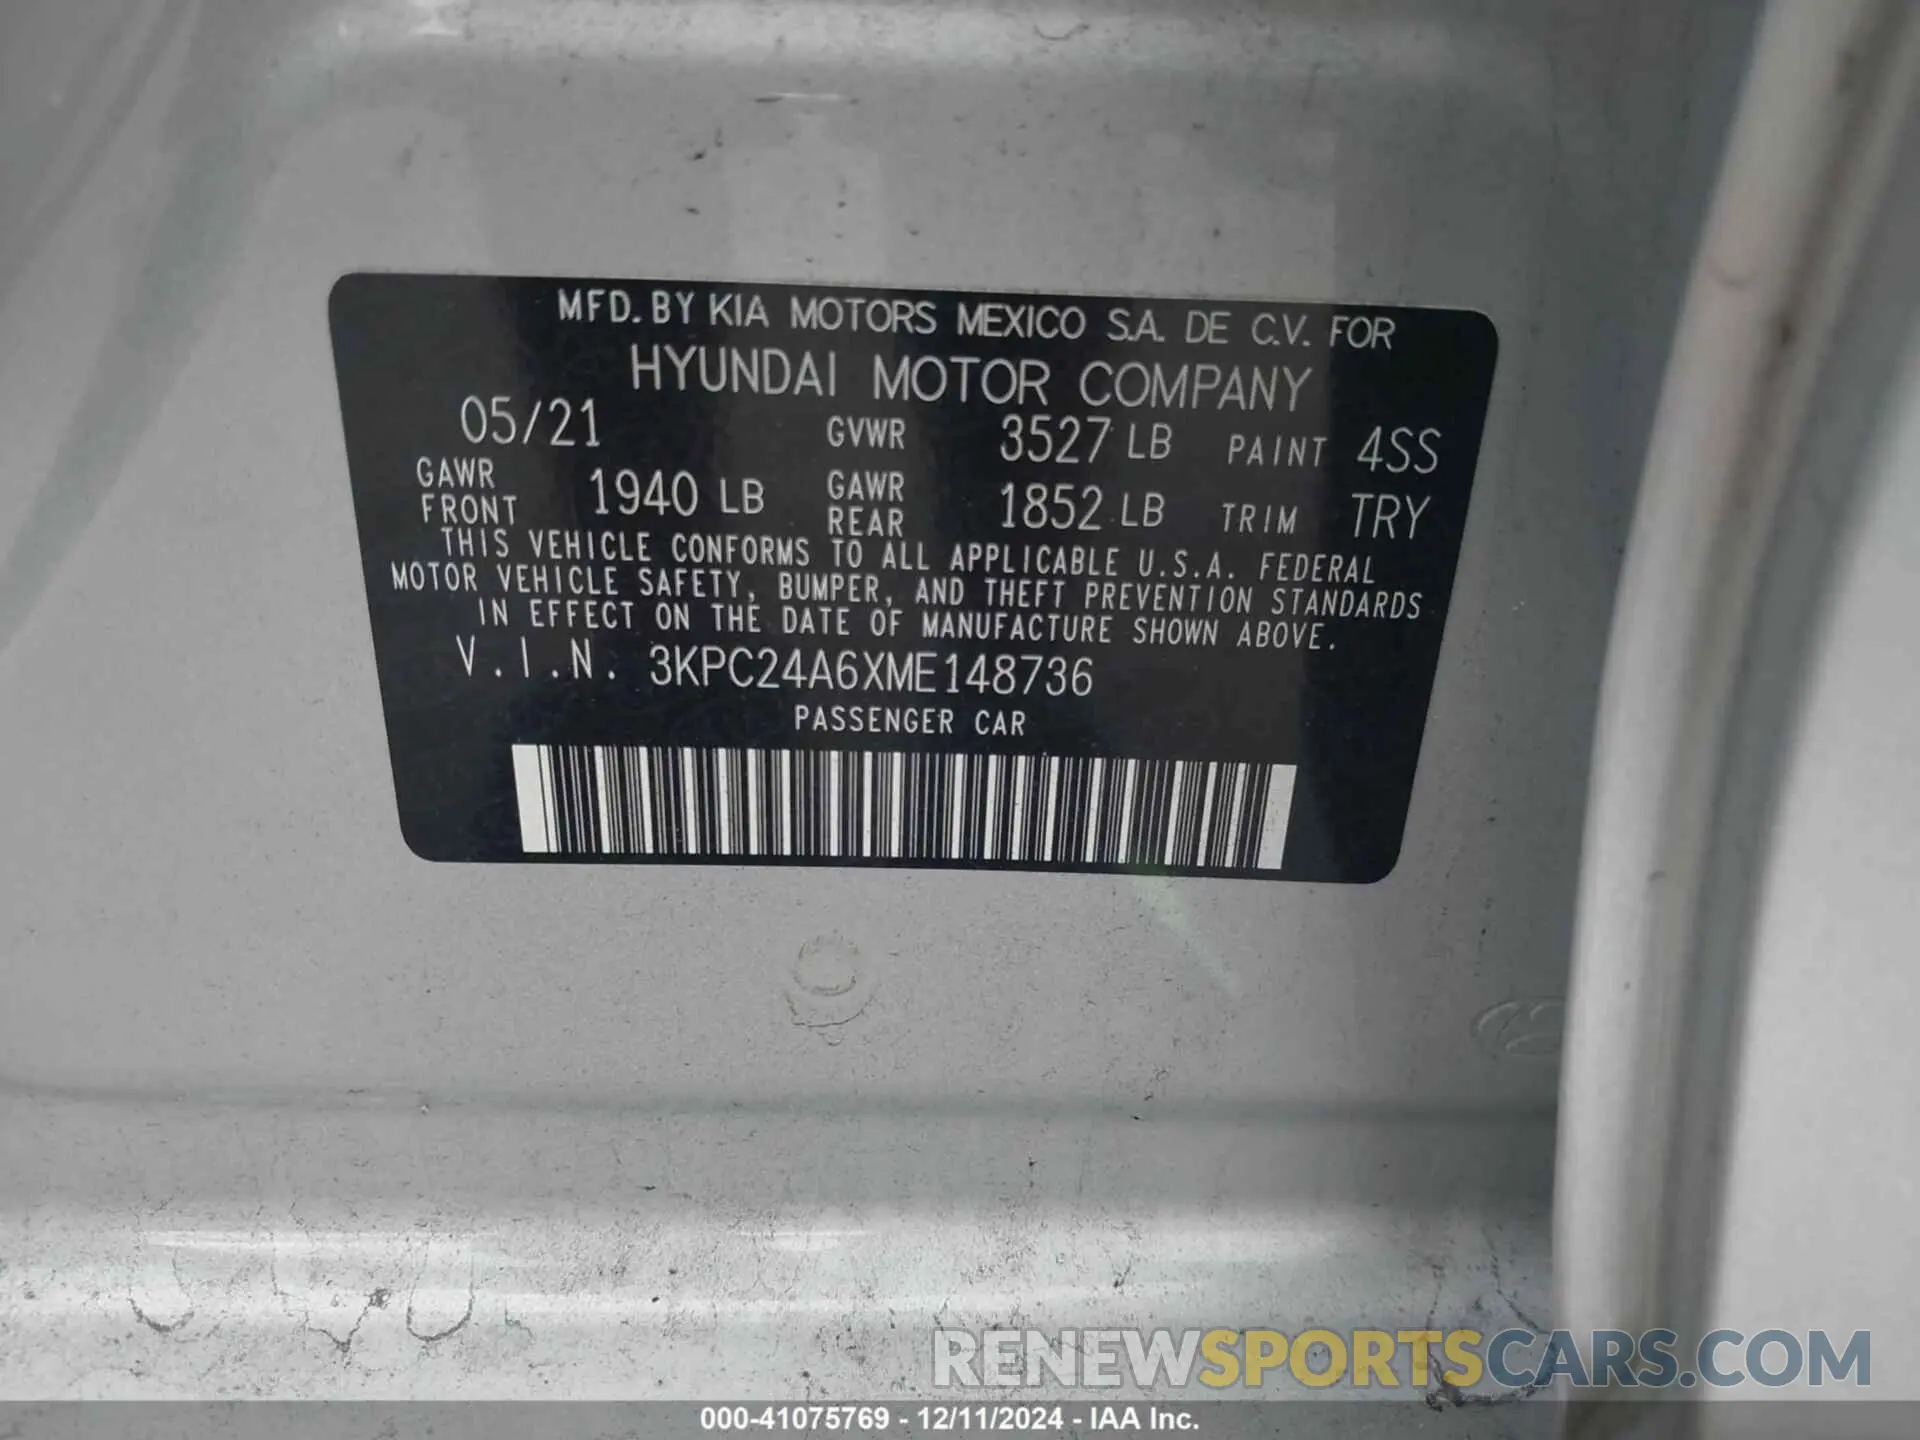 MFD. BY KIA MOTORS MEXICO S.A. DE C.V. FOR
HYUNDAI MOTOR COMPANY
05/21 GVWR 3527 LB PAINT 4SS
GAWR FRONT 1940 LB GAWR REAR 1852 LB TRIM TRY
THIS VEHICLE CONFORMS TO ALL APPLICABLE U.S.A. FEDERAL
MOTOR VEHICLE SAFETY, BUMPER, AND THEFT PREVENTION STANDARDS
IN EFFECT ON THE DATE OF MANUFACTURE SHOWN ABOVE.
V.I.N. 3KPC24A6XME148736
PASSENGER CAR
RENEWSPORTSCARS.COM
000-41075769 - 12/11/2024 - IAA Inc.